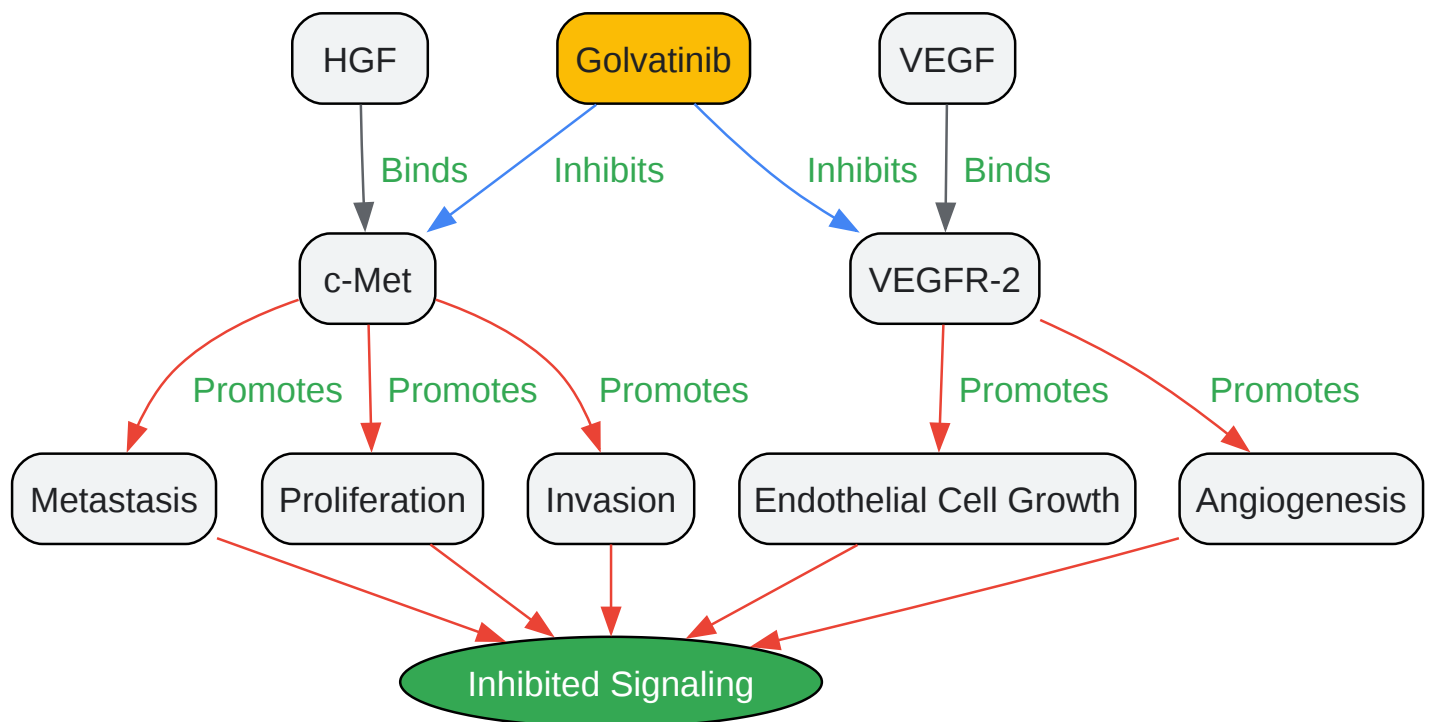 HGF
Golvatinib
VEGF
Binds
Inhibits
Inhibits
Binds
c-Met
VEGFR-2
Promotes
Promotes
Promotes
Promotes
Promotes
Metastasis
Proliferation
Invasion
Endothelial Cell Growth
Angiogenesis
Inhibited Signaling